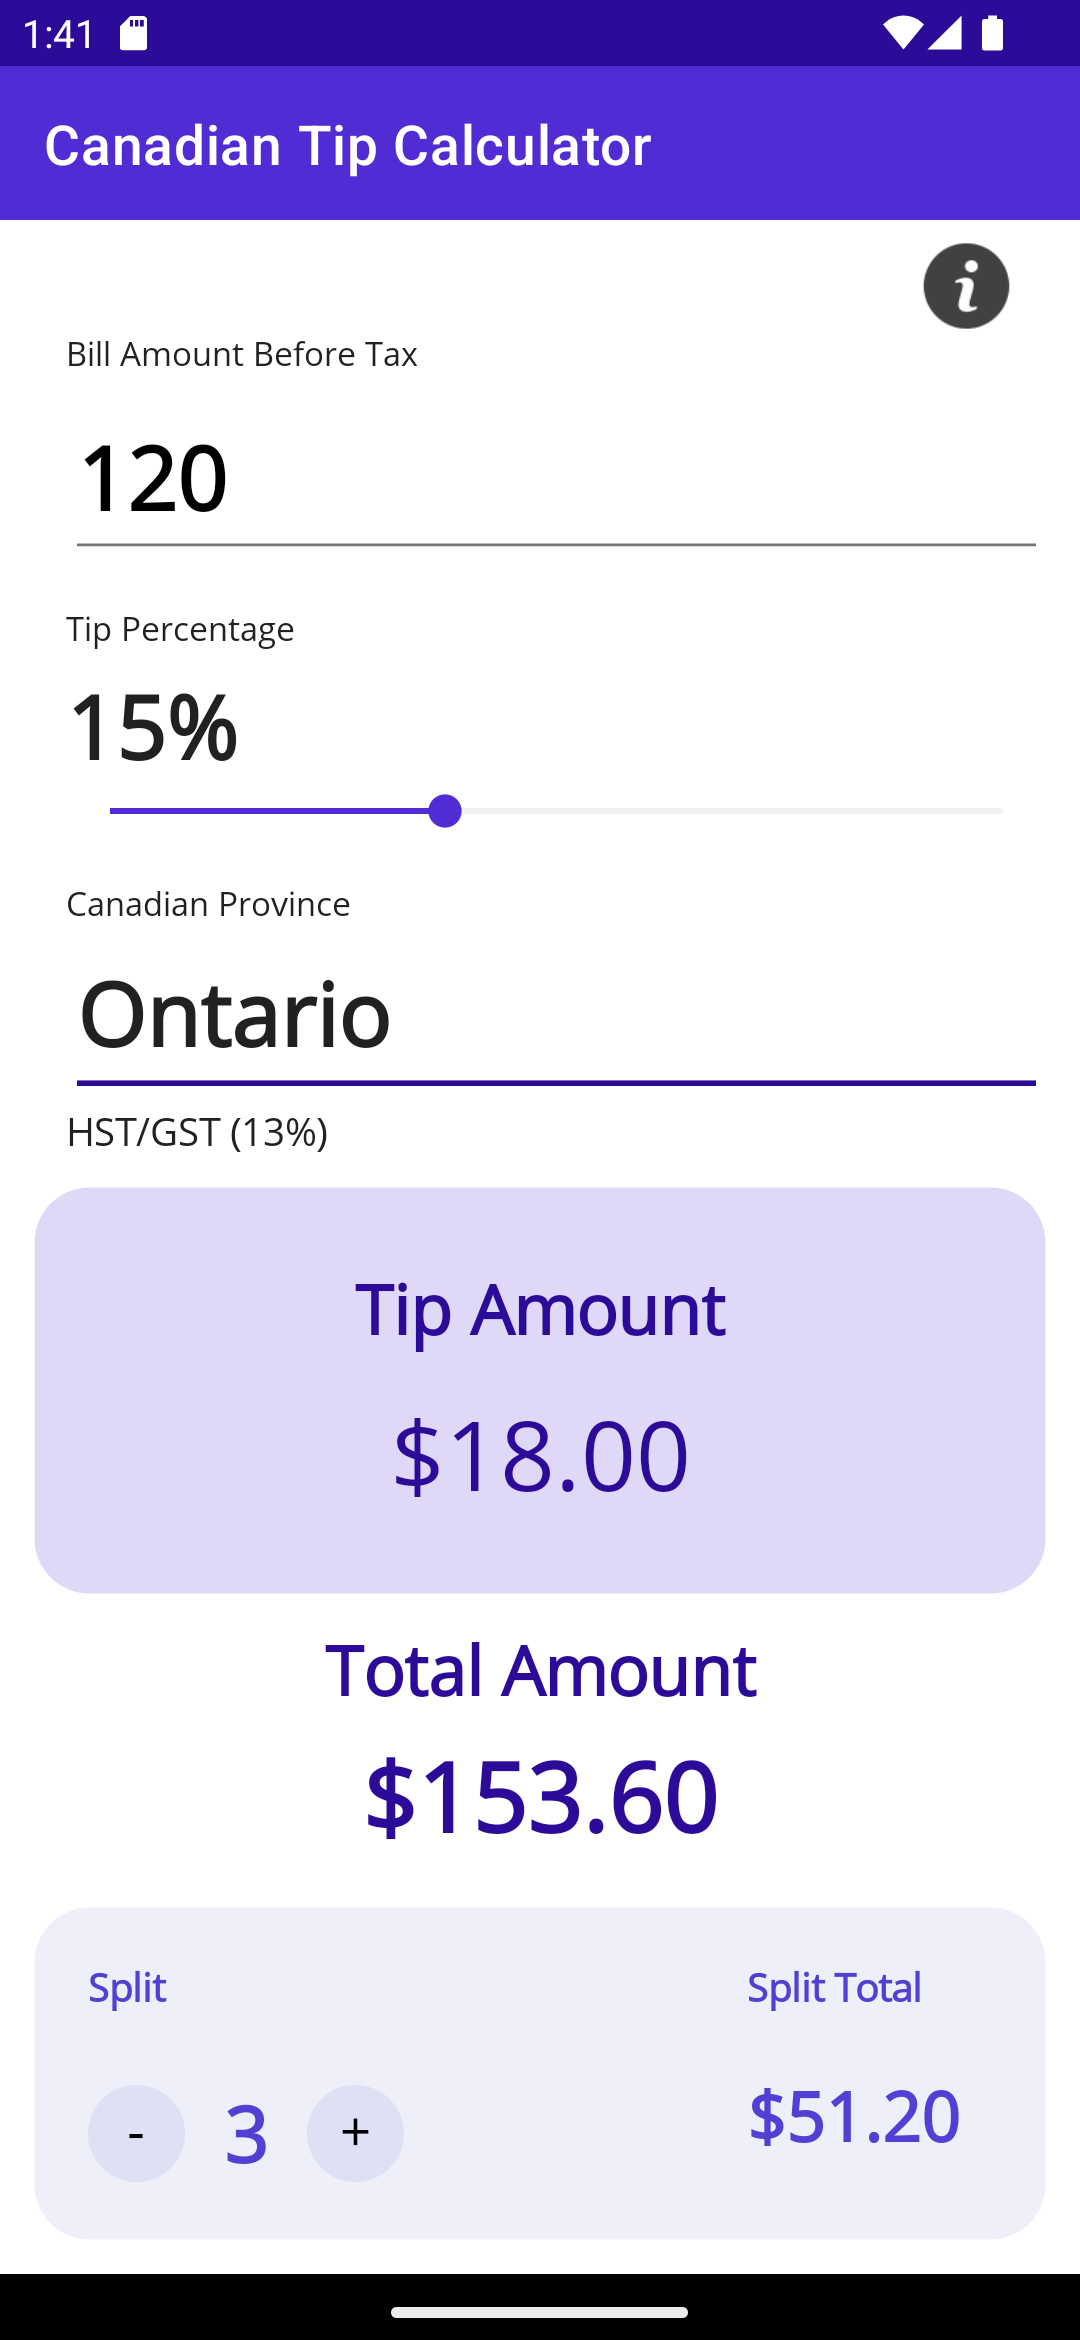 1:41
Canadian Tip Calculator
i
Bill Amount Before Tax
120
Tip Percentage
15%
Canadian Province
Ontario
HST/GST (13%)
Tip Amount
$18.00
Total Amount
$153.60
Split Split Total
- 3 + $51.20